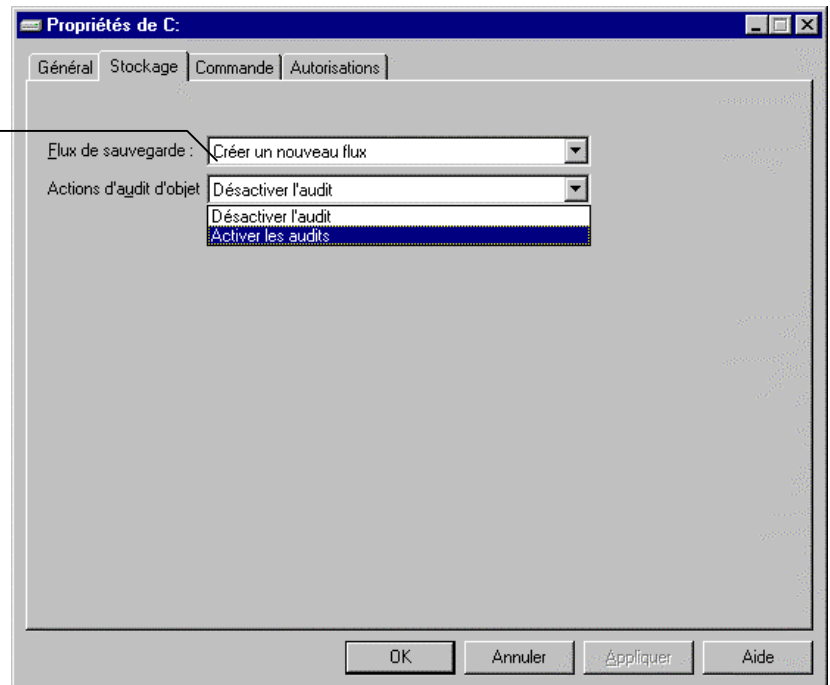 Propriétés de C:
Général Stockage Commande Autorisations
Flux de sauvegarde : Créer un nouveau flux
Actions d'audit d'objet Désactiver l'audit
Désactiver l'audit
Activer les audits
OK Annuler Appliquer Aide